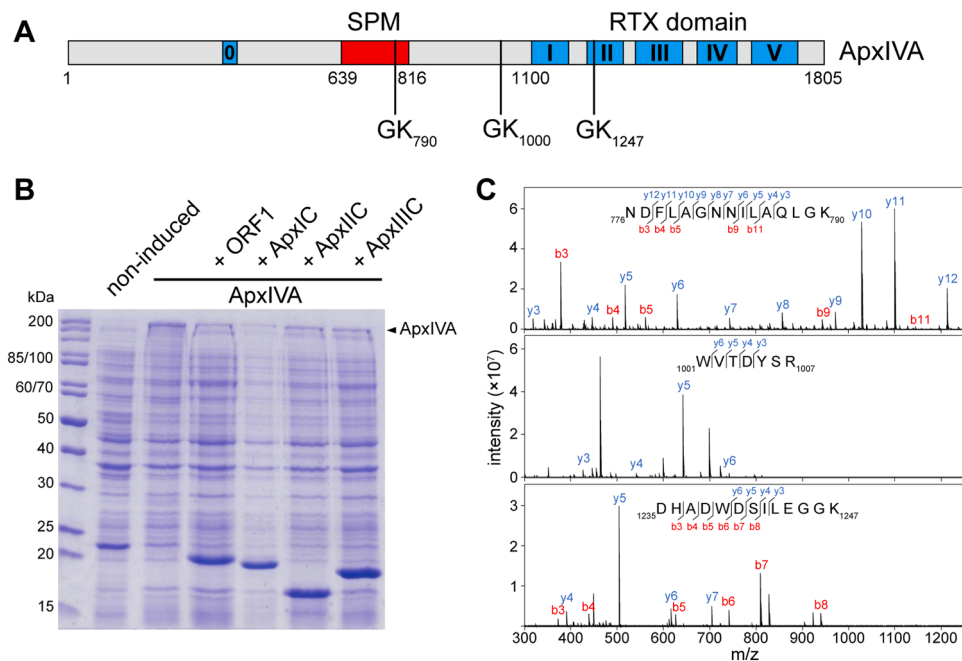 A
SPM
RTX domain
0
I
II
III
IV
V
ApxIVA
1
639
816
1100
1805
GK790
GK1000
GK1247
B
non-induced
+ ORF1
+ ApxIC
+ ApxIIC
+ ApxIIIC
ApxIVA
kDa
200
85/100
60/70
50
40
30
25
20
15
ApxIVA
C
intensity (×10⁷)
y12 y11 y10 y9 y8 y7 y6 y5 y4 y3
776NDFLAGNNILAQLGK790
b3 b4 b5 b9 b11
6
4
2
0
y3
b3
y4
b4
y5
b5
y6
y7
y8
b9
y9
y10
y11
b11
y12
y6 y5 y4 y3
1001WVTDYSR1007
6
4
2
0
y3
y4
y5
y6
y6 y5 y4 y3
1235DHADWDSILEGGK1247
b3 b4 b5 b6 b7 b8
3
2
1
0
b3
y4
b4
y5
y6
b5
y7
b6
b7
b8
300 400 500 600 700 800 900 1000 1100 1200
m/z